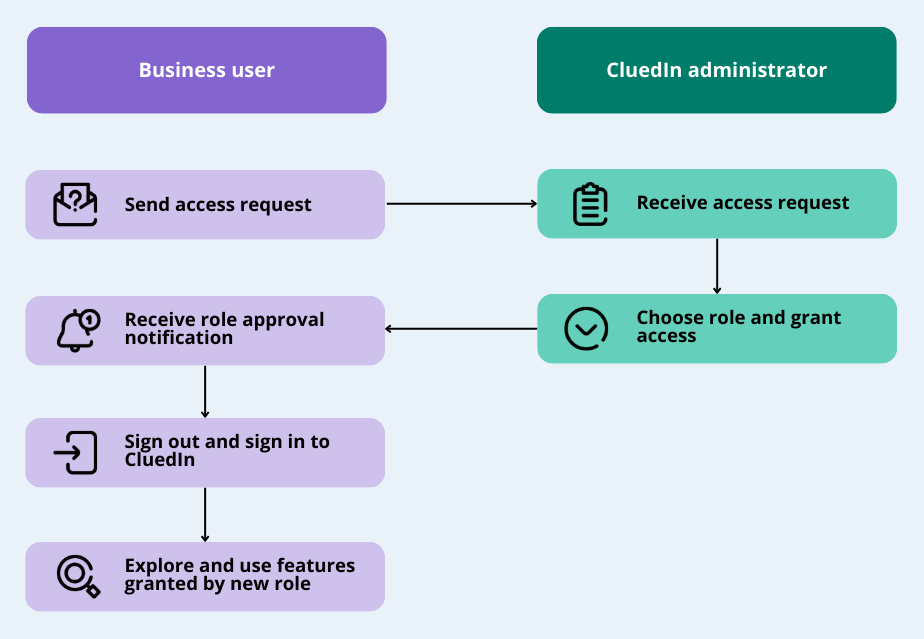 Business user
CluedIn administrator
Send access request
Receive access request
Receive role approval
notification
1
Choose role and grant
access
Sign out and sign in to
CluedIn
Explore and use features
granted by new role